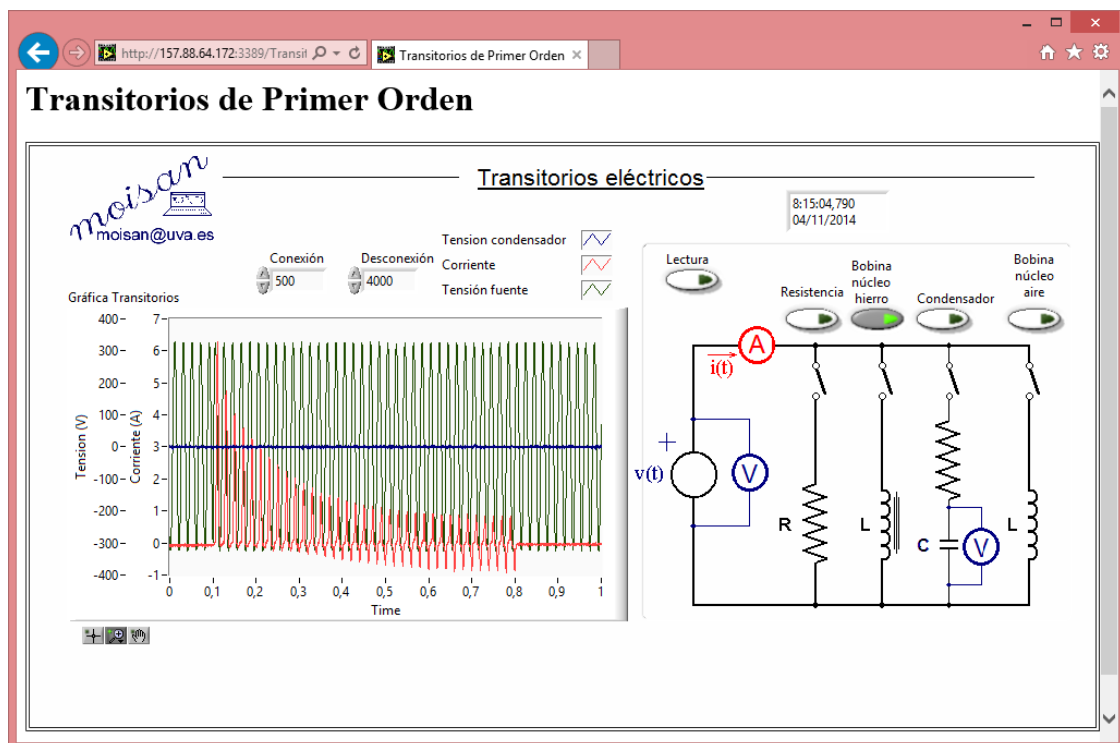 http://157.88.64.172:3389/Transit
Transitorios de Primer Orden
Transitorios de Primer Orden
moisan
moisan@uva.es
Transitorios eléctricos
8:15:04,790
04/11/2014
Conexión
500
Desconexión
4000
Tension condensador
Corriente
Tensión fuente
Gráfica Transitorios
400
300
200
100
0
-100
-200
-300
-400
Tension (V)
7
6
5
4
3
2
1
0
-1
Corriente (A)
0 0,1 0,2 0,3 0,4 0,5 0,6 0,7 0,8 0,9 1
Time
Lectura
Resistencia
Bobina
núcleo
hierro
Condensador
Bobina
núcleo
aire
A
i(t)
+
v(t)
V
R
L
C
V
L